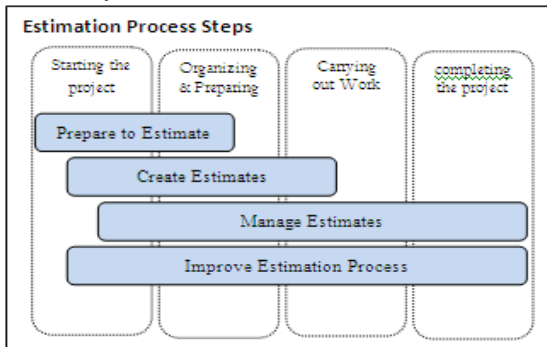 Estimation Process Steps
Starting the
project
Organizing
& Preparing
Carrying
out Work
completing
the project
Prepare to Estimate
Create Estimates
Manage Estimates
Improve Estimation Process